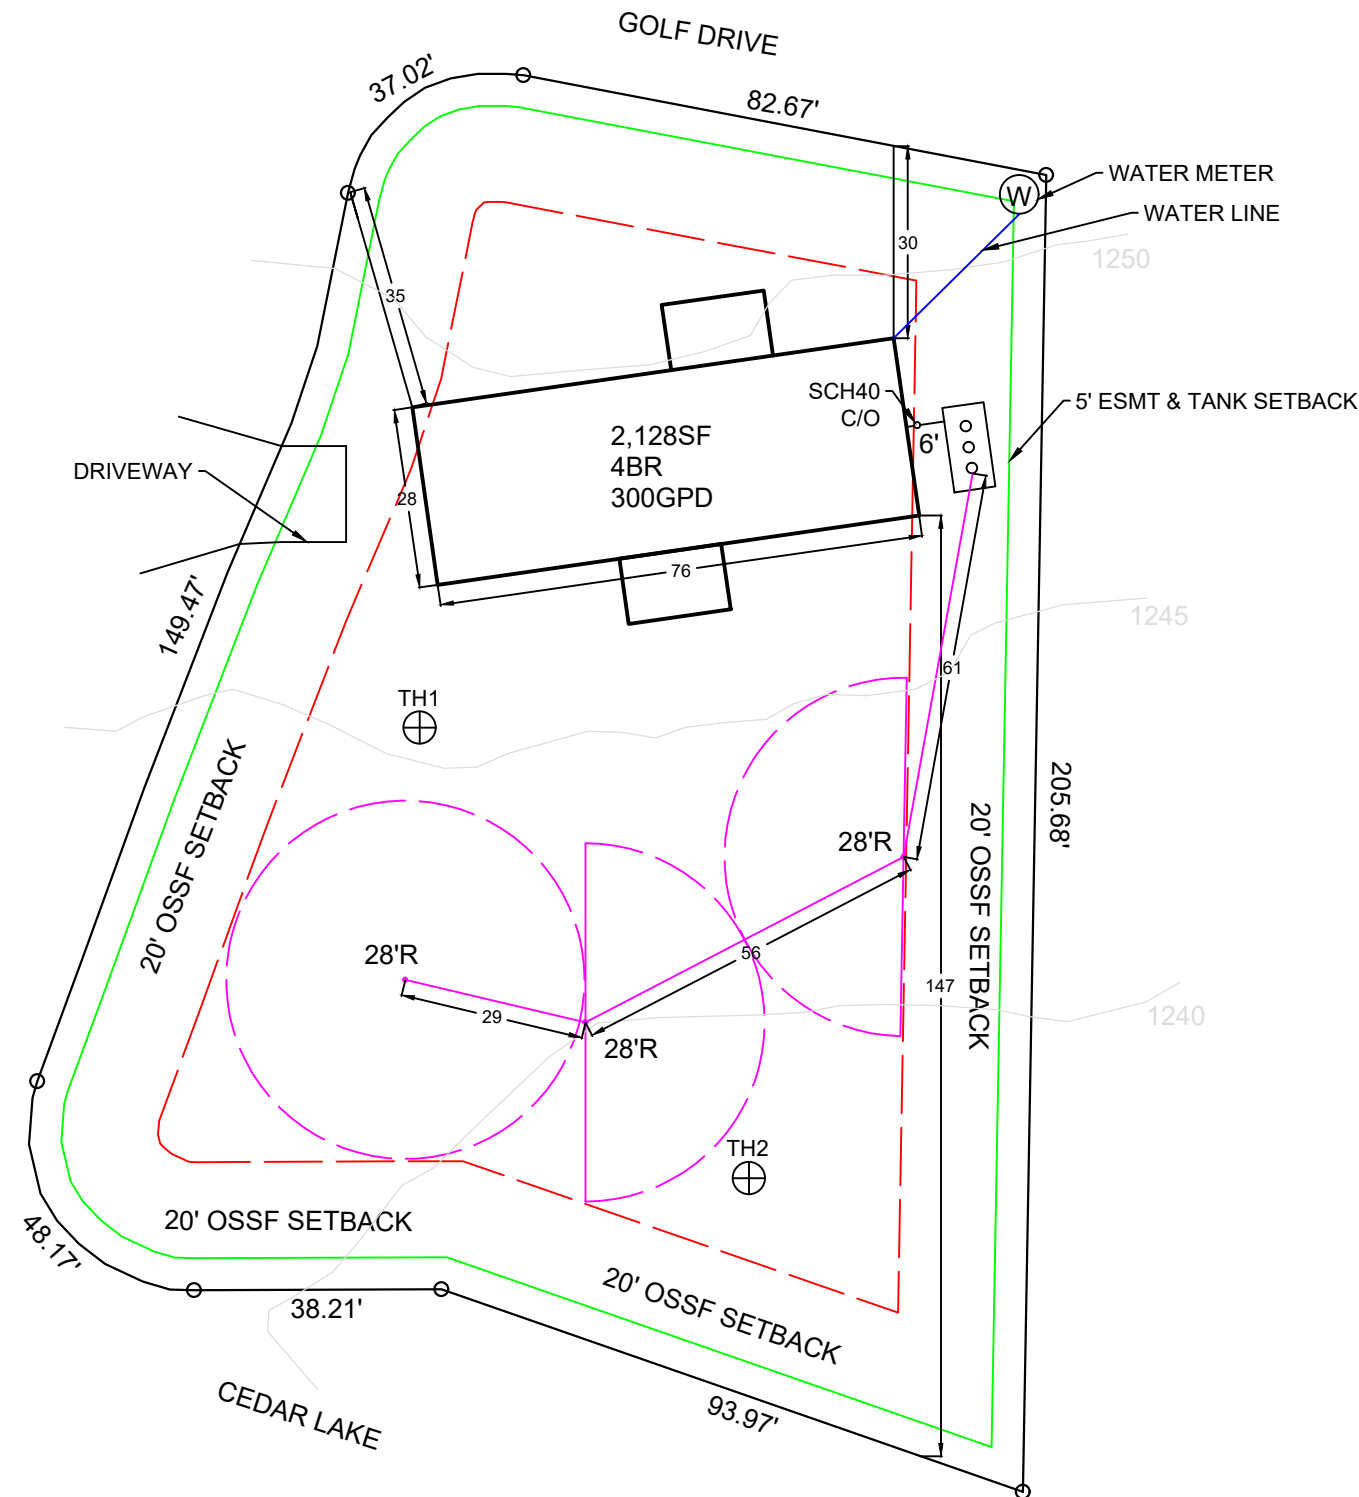 GOLF DRIVE
37.02'
82.67'
WATER METER
W
WATER LINE
30
1250
35
SCH40
C/O
5' ESMT & TANK SETBACK
6'
2,128SF
4BR
300GPD
DRIVEWAY
28
76
149.47'
1245
61
TH1
20' OSSF SETBACK
205.68'
28'R
20' OSSF SETBACK
28'R
56
147
29
1240
28'R
TH2
20' OSSF SETBACK
48.17'
38.21'
20' OSSF SETBACK
93.97'
CEDAR LAKE